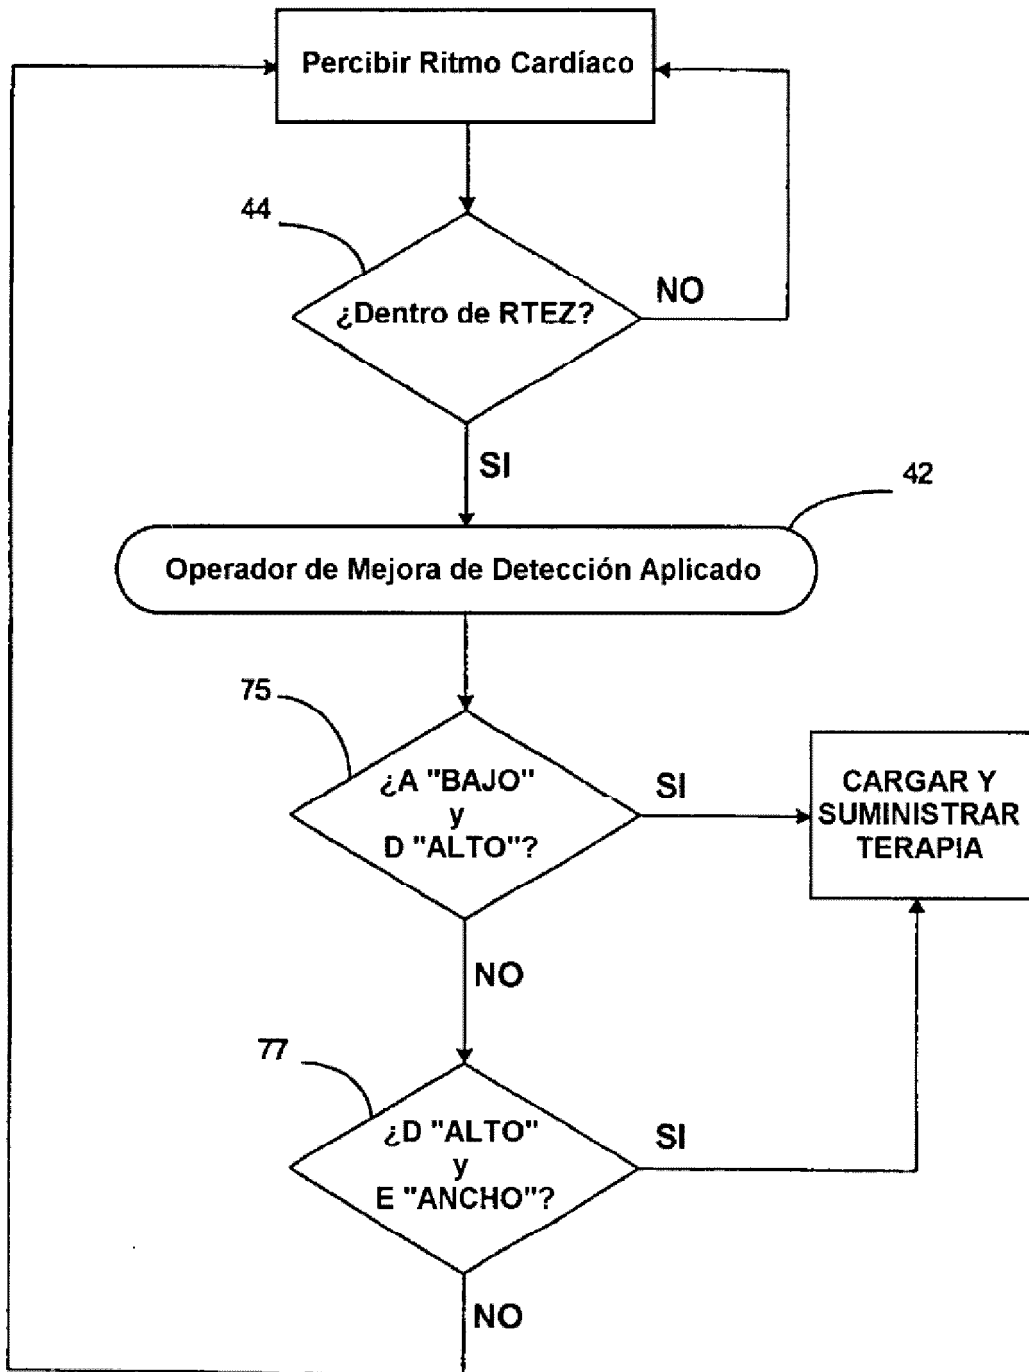 Percibir Ritmo Cardíaco
44
¿Dentro de RTEZ?
NO
SI
42
Operador de Mejora de Detección Aplicado
75
¿A "BAJO"
y
D "ALTO"?
SI
CARGAR Y
SUMINISTRAR
TERAPIA
NO
77
¿D "ALTO"
y
E "ANCHO"?
SI
NO